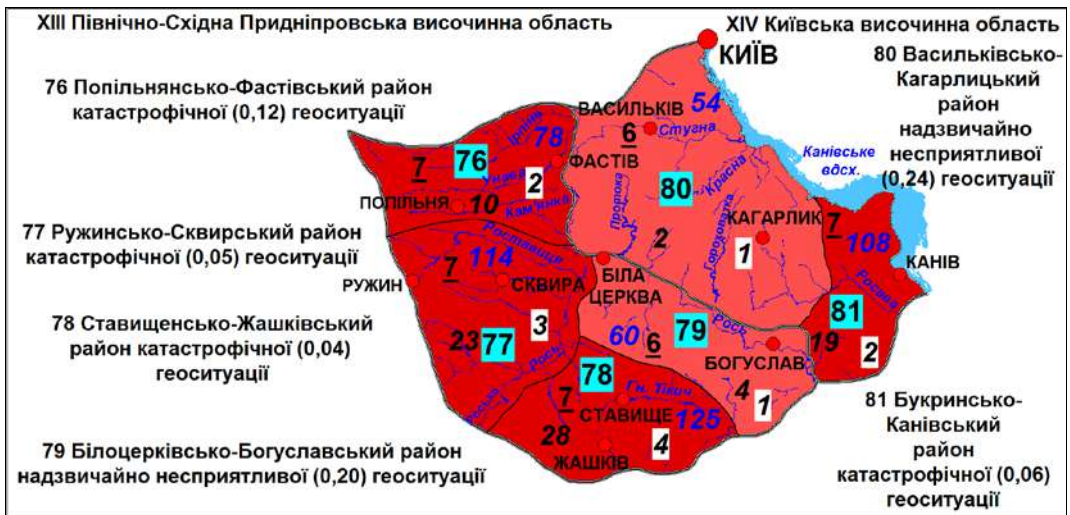 XIII Північно-Східна Придніпровська височинна область
XIV Київська височинна область
КИЇВ
76 Попільнянсько-Фастівський район
катастрофічної (0,12) геоситуації
80 Васильківсько-
Кагарлицький
район
надзвичайно
несприятливої
(0,24) геоситуації
77 Ружинсько-Сквирський район
катастрофічної (0,05) геоситуації
78 Ставищенсько-Жашківський
район катастрофічної (0,04)
геоситуації
79 Білоцерківсько-Богуславський район
надзвичайно несприятливої (0,20) геоситуації
81 Букринсько-
Канівський
район
катастрофічної (0,06)
геоситуації
ВАСИЛЬКІВ
54
6
Стугна
Ірпінь
78
7
76
ФАСТІВ
Унава
2
ПОПІЛЬНЯ
10
Кам'янка
80
Красна
Протока
2
Гороховатка
КАГАРЛИК
1
Канівське
вдсх.
7
108
КАНІВ
Росава
81
19
2
Роставиця
114
7
РУЖИН
СКВИРА
БІЛА
ЦЕРКВА
3
23
77
Рось
Роська
60
6
79
Рось
БОГУСЛАВ
4
1
78
7
Гн. Тікич
СТАВИЩЕ
125
28
4
ЖАШКІВ